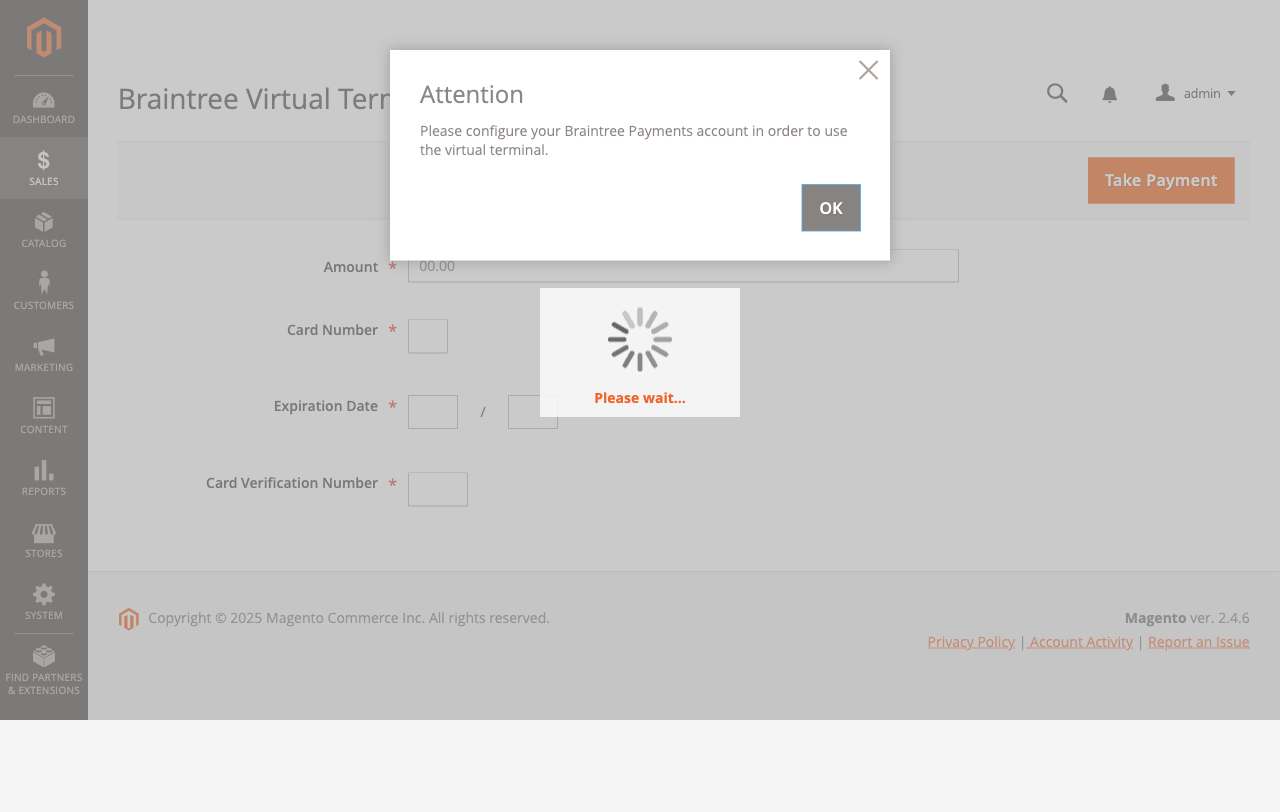 DASHBOARD
SALES
CATALOG
CUSTOMERS
MARKETING
CONTENT
REPORTS
STORES
SYSTEM
FIND PARTNERS
& EXTENSIONS
Braintree Virtual Terr
admin
Take Payment
Attention
Please configure your Braintree Payments account in order to use
the virtual terminal.
OK
Amount *
00.00
Card Number *
Expiration Date * /
Card Verification Number *
Please wait...
Copyright © 2025 Magento Commerce Inc. All rights reserved.
Magento ver. 2.4.6
Privacy Policy | Account Activity | Report an Issue